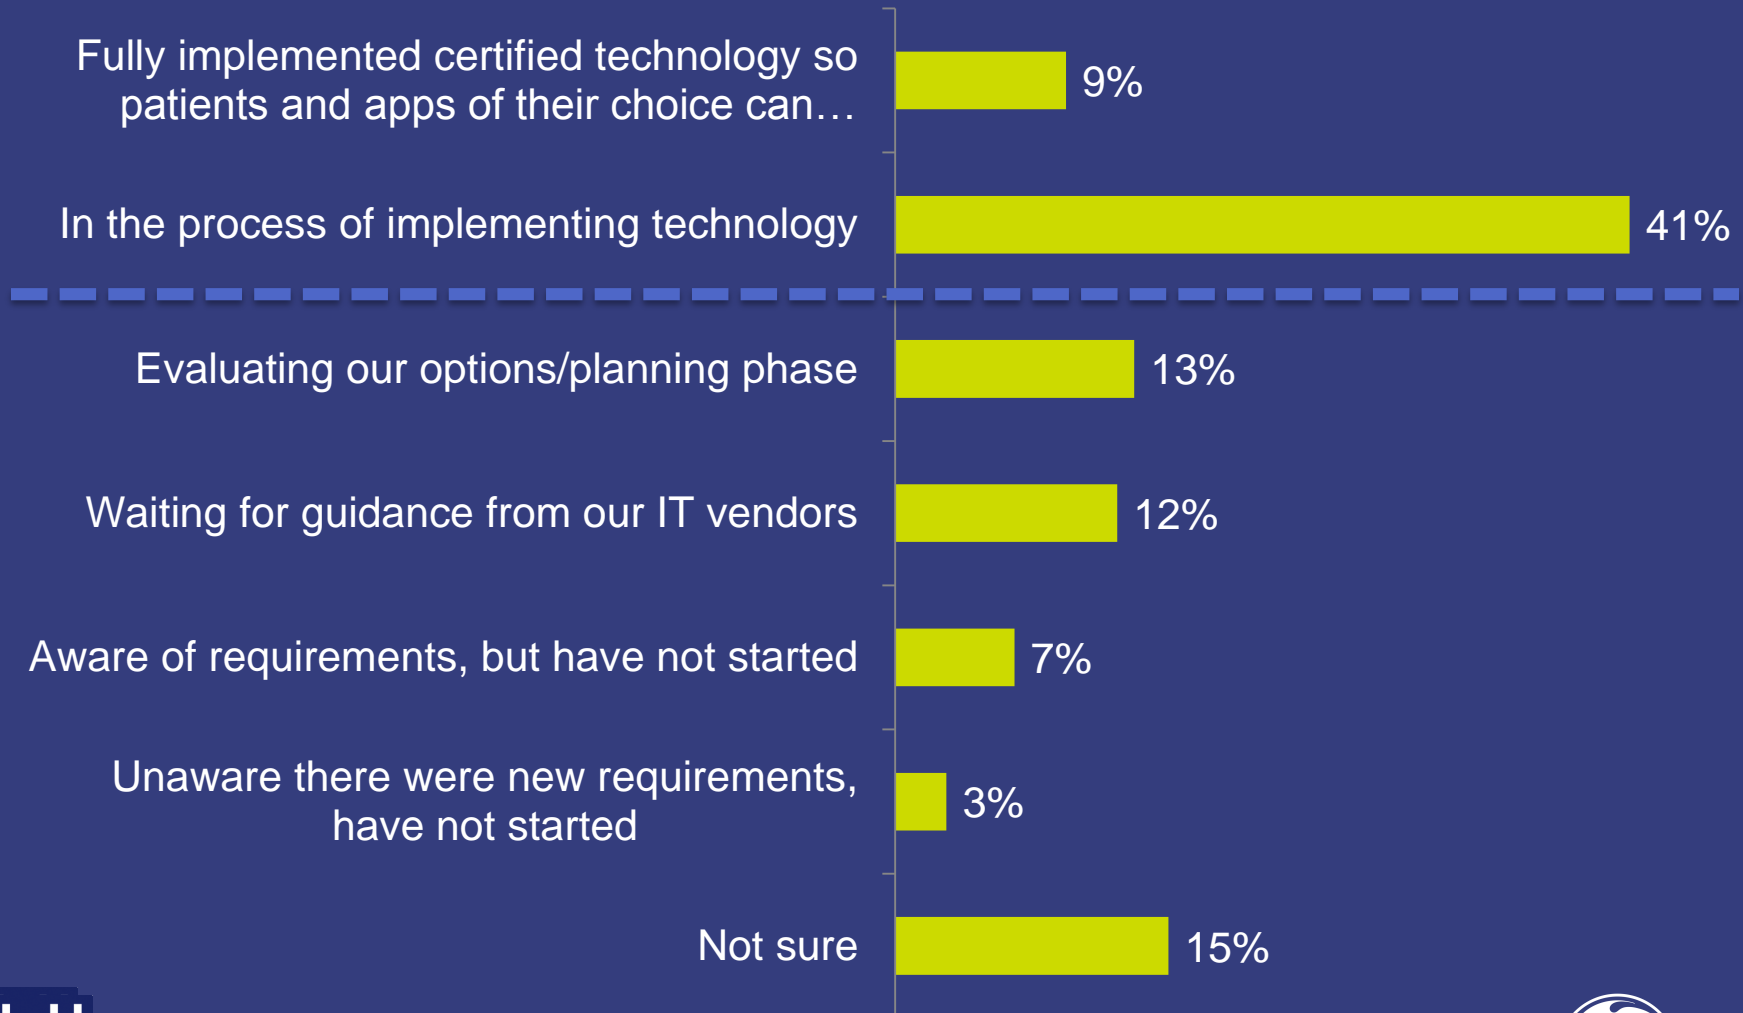 Fully implemented certified technology so
patients and apps of their choice can…
9%
In the process of implementing technology
41%
Evaluating our options/planning phase
13%
Waiting for guidance from our IT vendors
12%
Aware of requirements, but have not started
7%
Unaware there were new requirements,
have not started
3%
Not sure
15%